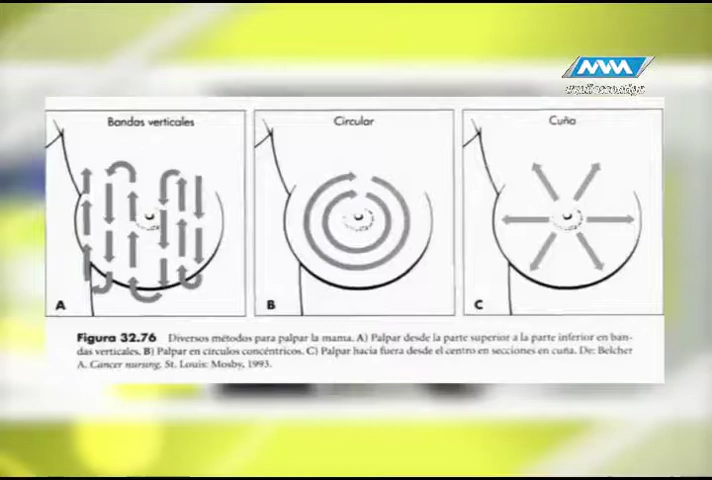 Bandas verticales
Circular
Cuña
A
B
C
Figura 32.76 Diversos métodos para palpar la mama. A) Palpar desde la parte superior a la parte inferior en ban-
das verticales. B) Palpar en círculos concéntricos. C) Palpar hacia fuera desde el centro en secciones en cuña. De: Belcher
A. Cancer nursing. St. Louis: Mosby, 1993.